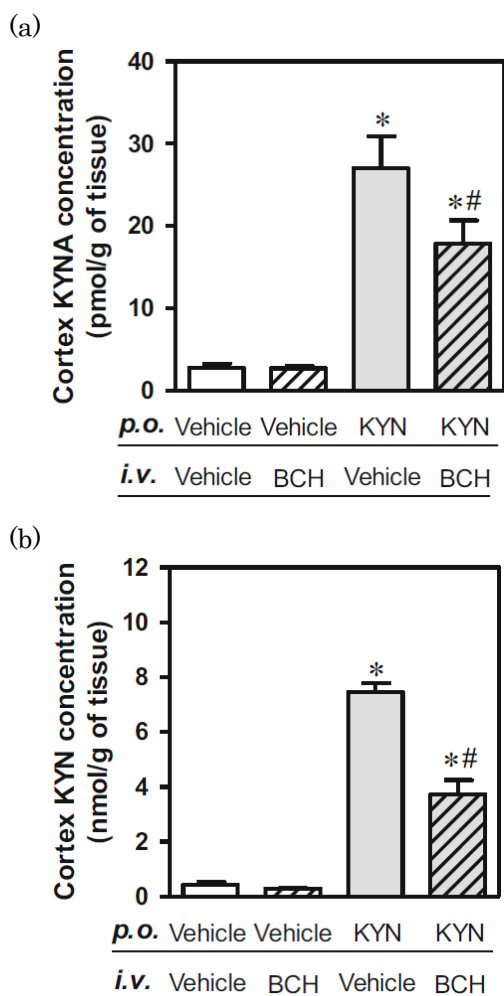 (a)
Cortex KYNA concentration
(pmol/g of tissue)
40
30
20
10
0
*
*#
p.o. Vehicle Vehicle KYN KYN
i.v. Vehicle BCH Vehicle BCH
(b)
Cortex KYN concentration
(nmol/g of tissue)
12
10
8
6
4
2
0
*
*#
p.o. Vehicle Vehicle KYN KYN
i.v. Vehicle BCH Vehicle BCH